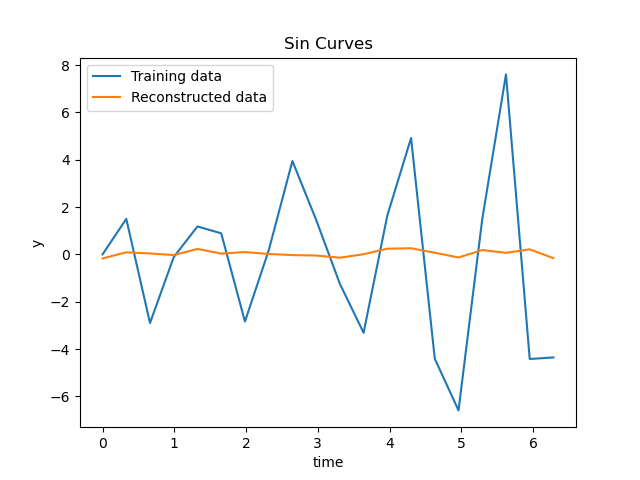 Sin Curves
Training data
Reconstructed data
8
6
4
2
0
−2
−4
−6
y
0 1 2 3 4 5 6
time